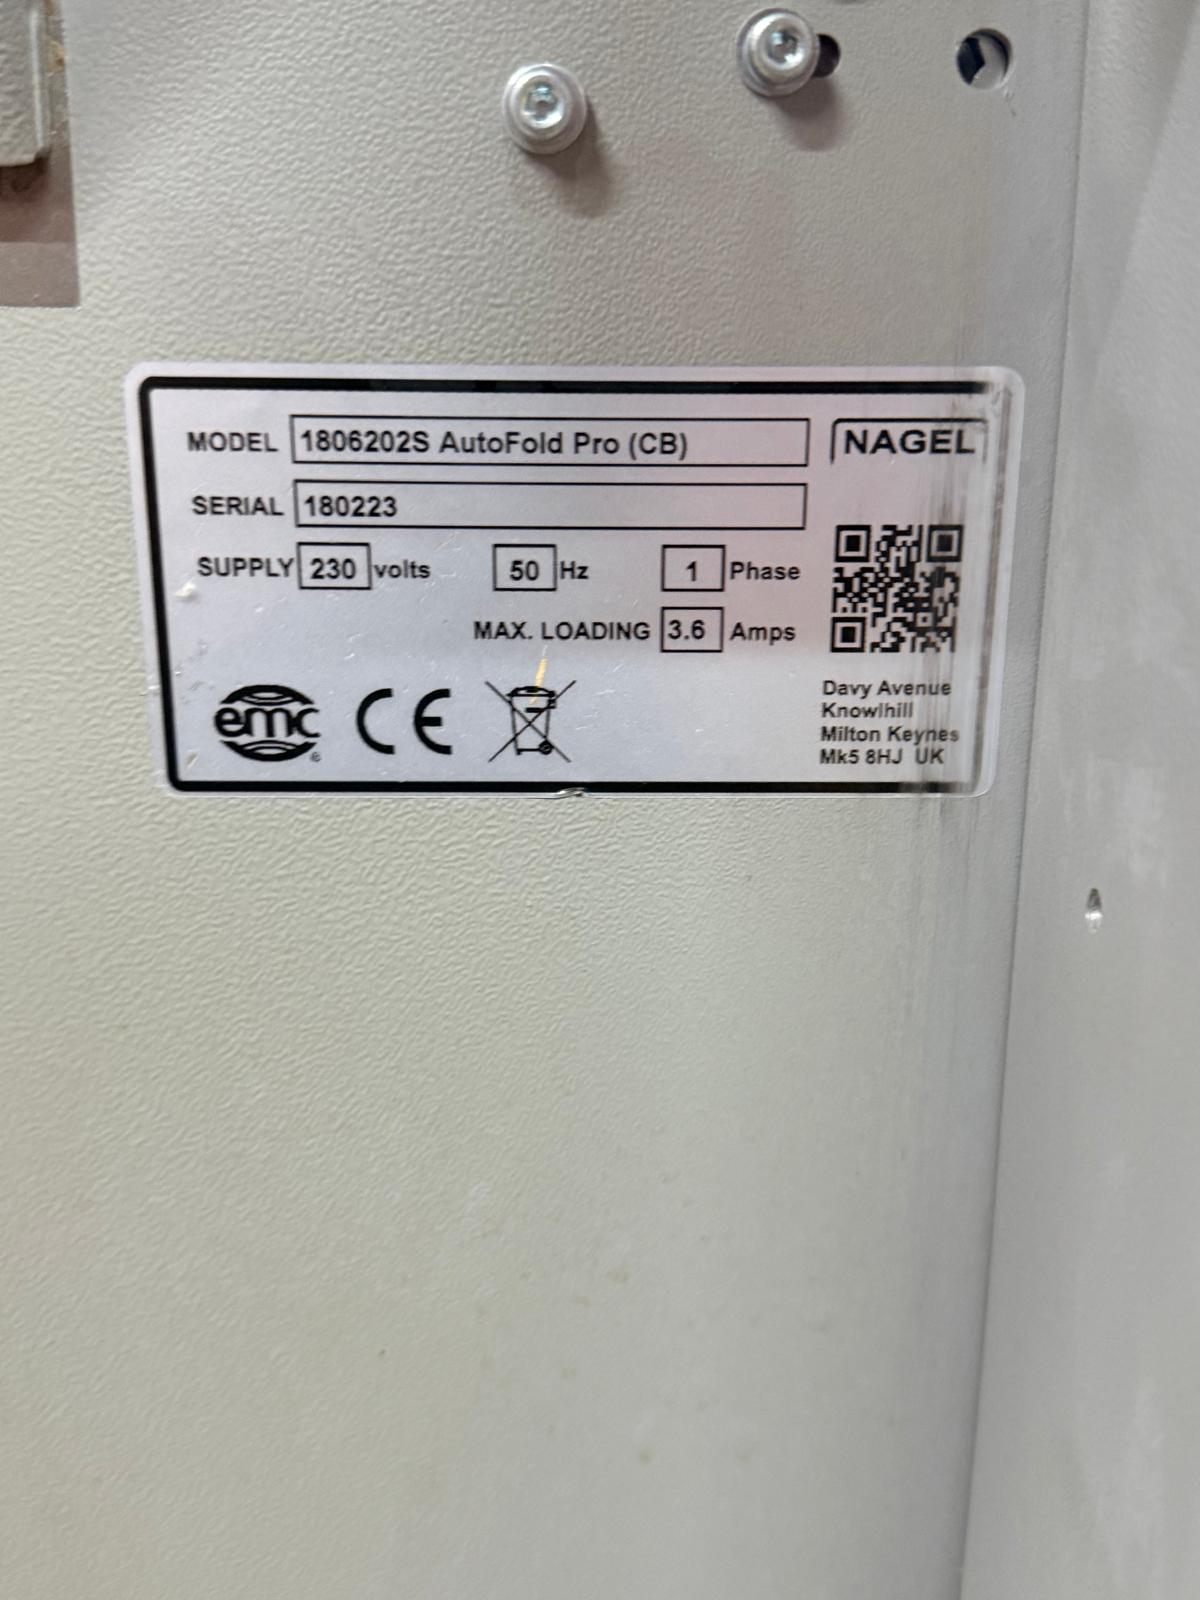 MODEL 1806202S AutoFold Pro (CB) NAGEL
SERIAL 180223
SUPPLY 230 volts 50 Hz 1 Phase
MAX. LOADING 3.6 Amps
emc ® CE
Davy Avenue
Knowlhill
Milton Keynes
Mk5 8HJ UK